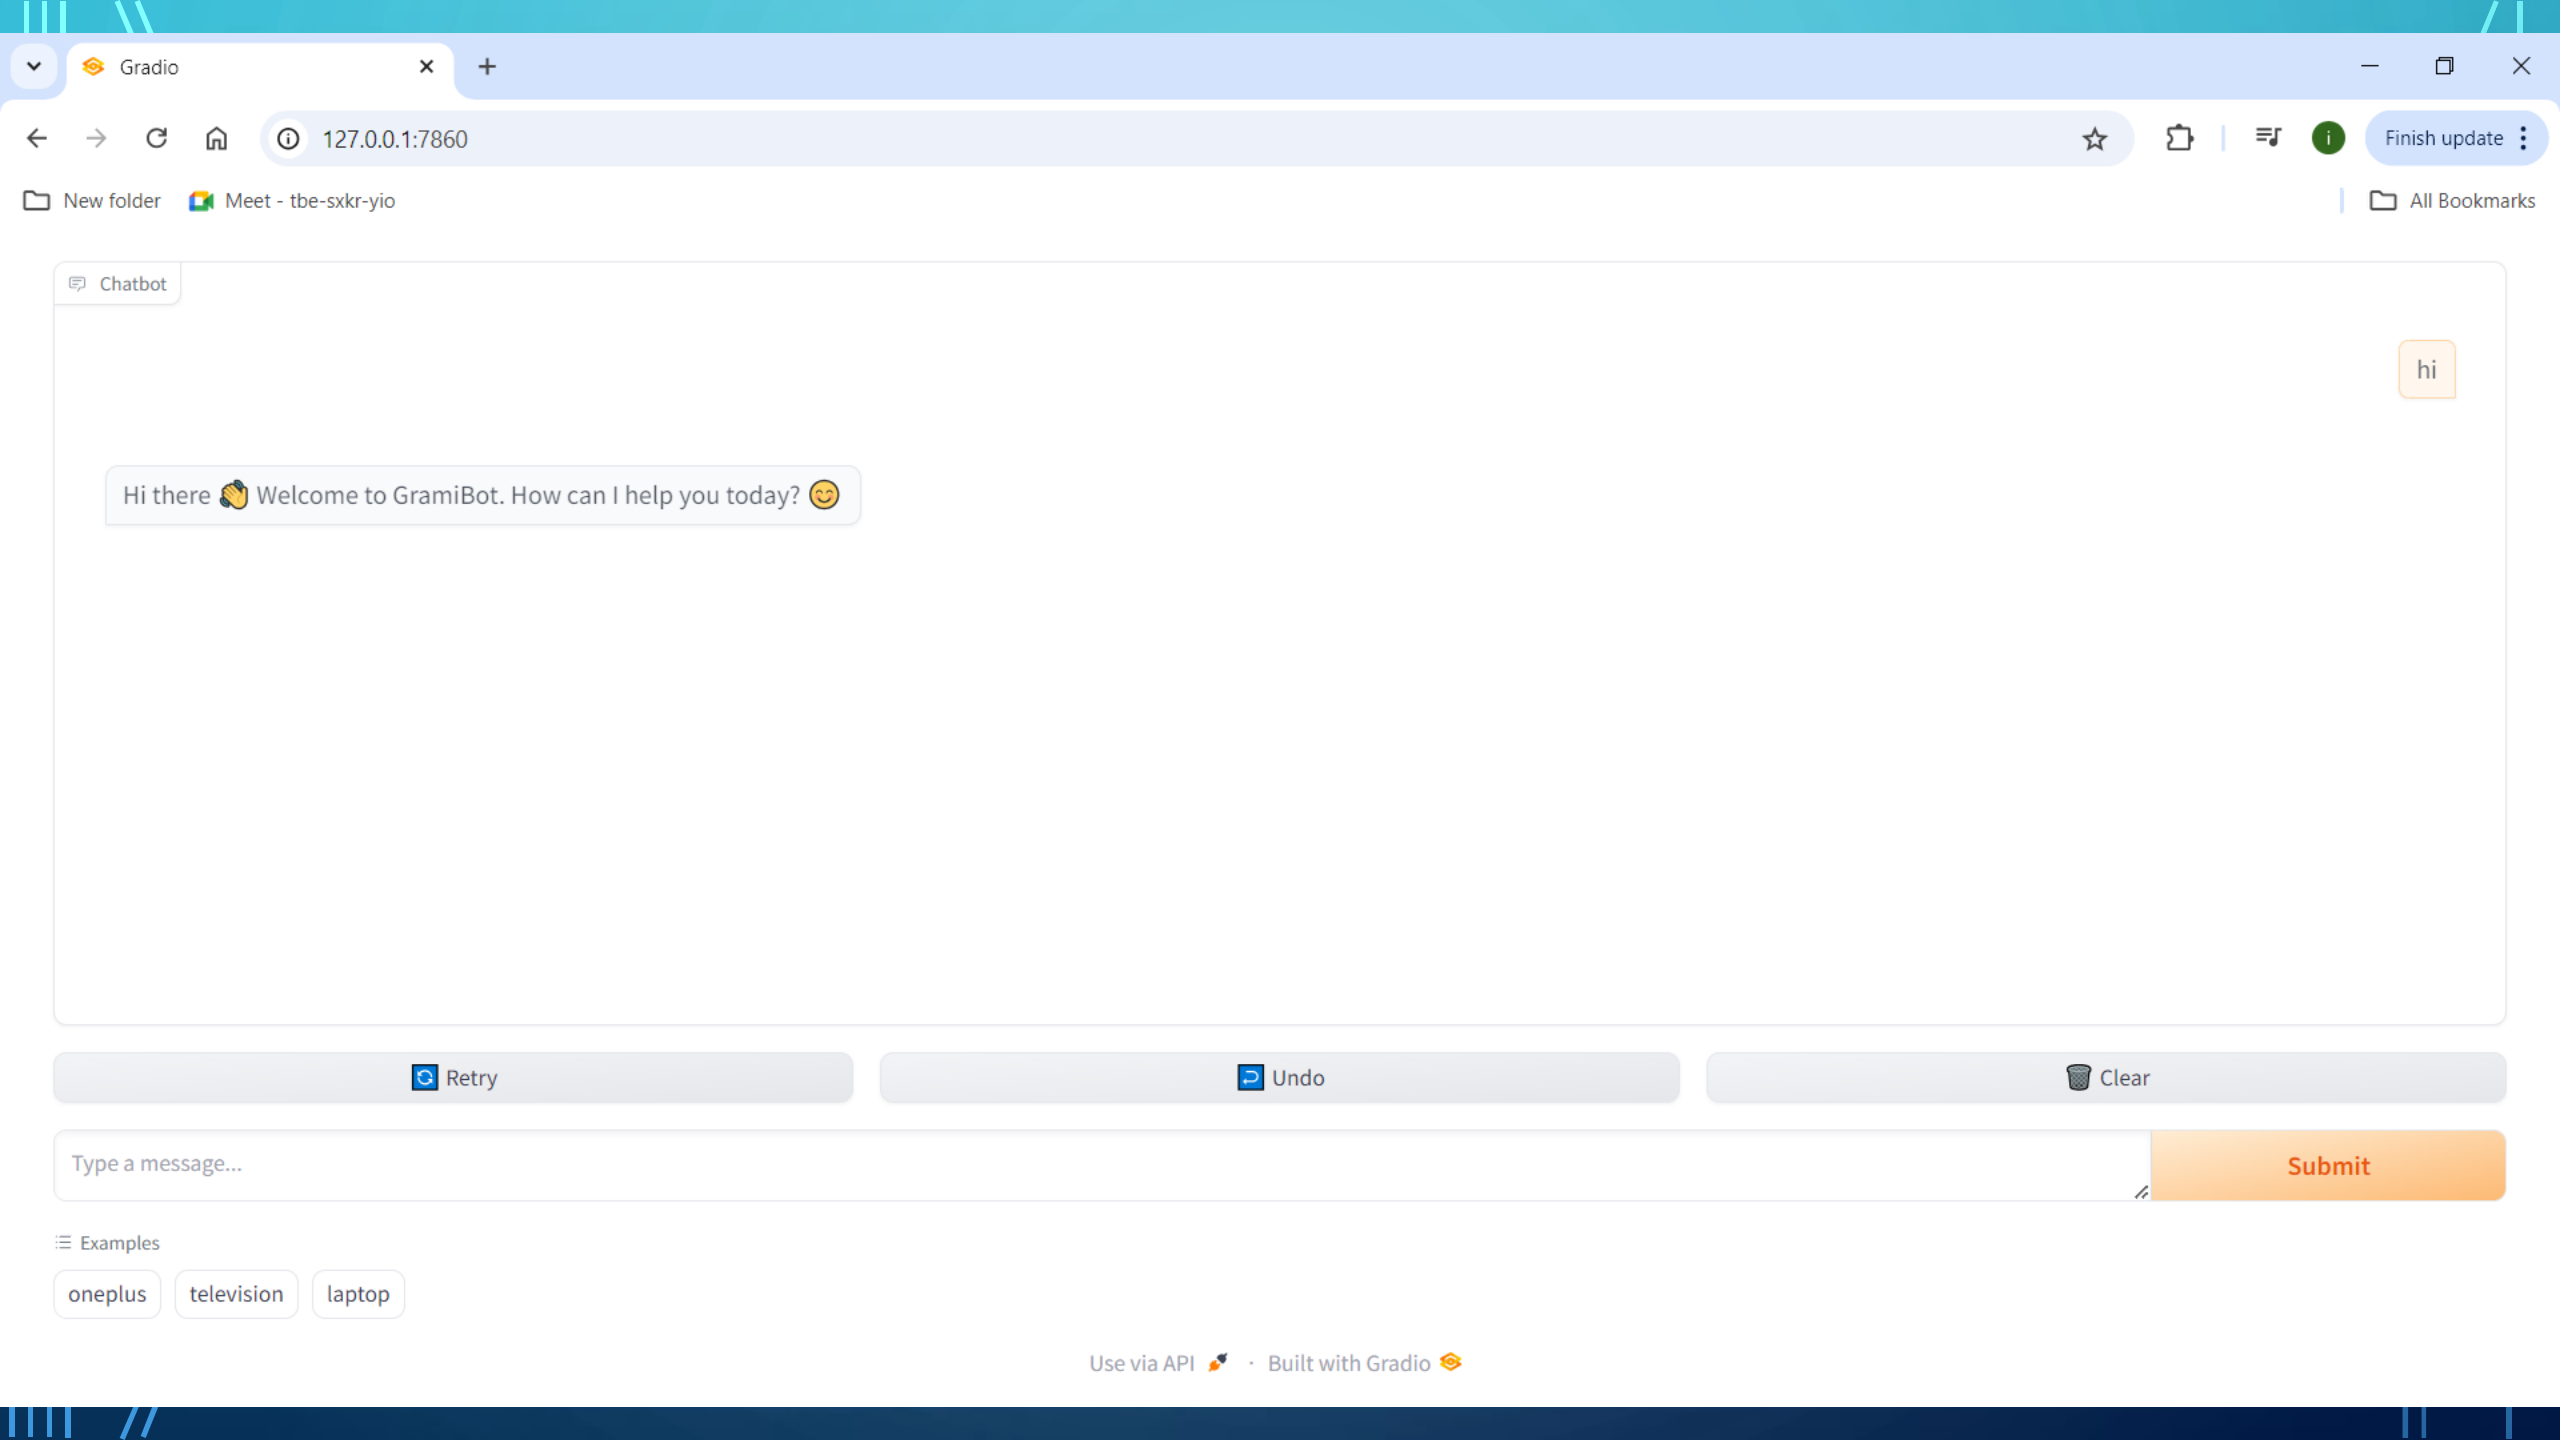 Gradio
127.0.0.1:7860
i
Finish update
New folder
Meet - tbe-sxkr-yio
All Bookmarks
Chatbot
hi
Hi there 👋 Welcome to GramiBot. How can I help you today? 😊
Retry
Undo
Clear
Type a message...
Submit
Examples
oneplus
television
laptop
Use via API 🚀 · Built with Gradio